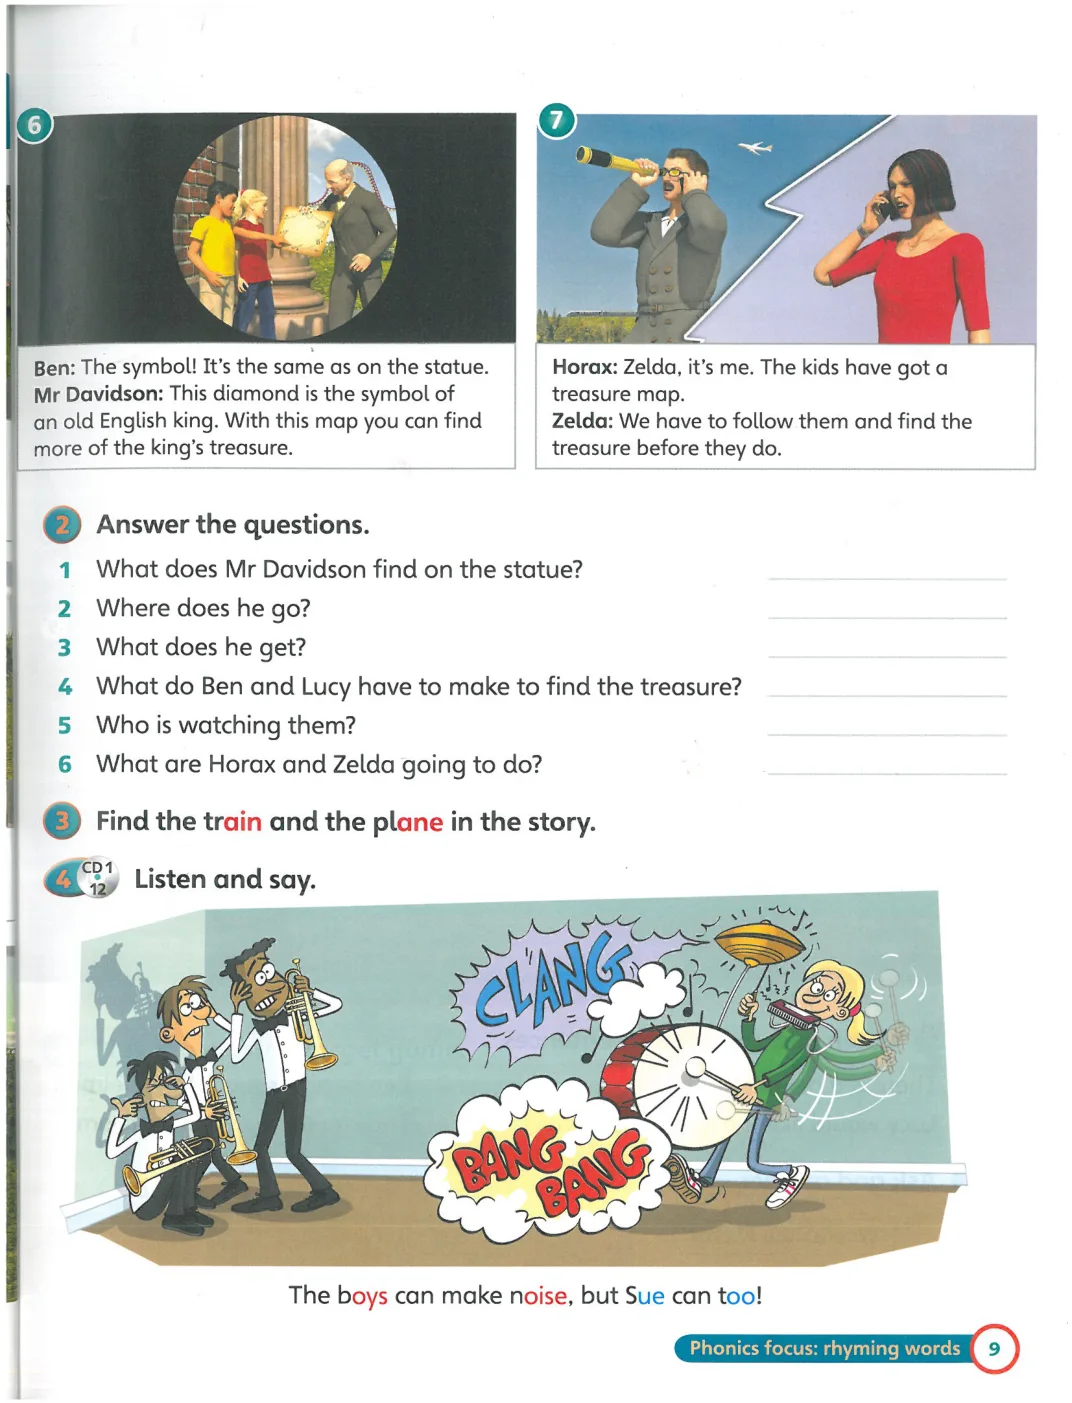 6
Ben: The symbol! It's the same as on the statue.
Mr Davidson: This diamond is the symbol of
an old English king. With this map you can find
more of the king's treasure.
7
Horax: Zelda, it's me. The kids have got a
treasure map.
Zelda: We have to follow them and find the
treasure before they do.
2 Answer the questions.
1 What does Mr Davidson find on the statue?
2 Where does he go?
3 What does he get?
4 What do Ben and Lucy have to make to find the treasure?
5 Who is watching them?
6 What are Horax and Zelda going to do?
3 Find the train and the plane in the story.
4 CD1 12 Listen and say.
CLANG
BANG
BANG
The boys can make noise, but Sue can too!
Phonics focus: rhyming words 9